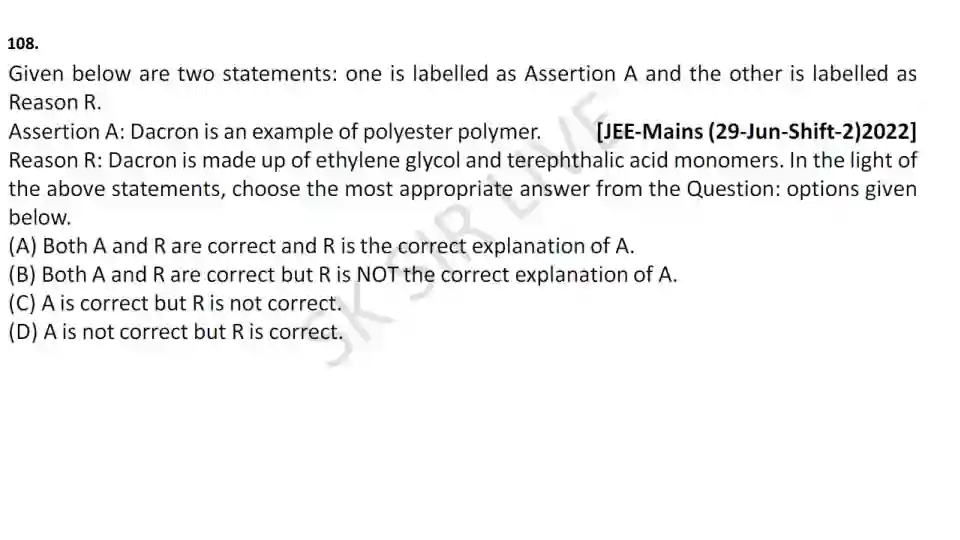 108.
Given below are two statements: one is labelled as Assertion A and the other is labelled as
Reason R.
Assertion A: Dacron is an example of polyester polymer. [JEE-Mains (29-Jun-Shift-2)2022]
Reason R: Dacron is made up of ethylene glycol and terephthalic acid monomers. In the light of
the above statements, choose the most appropriate answer from the Question: options given
below.
(A) Both A and R are correct and R is the correct explanation of A.
(B) Both A and R are correct but R is NOT the correct explanation of A.
(C) A is correct but R is not correct.
(D) A is not correct but R is correct.
SK SIR LIVE